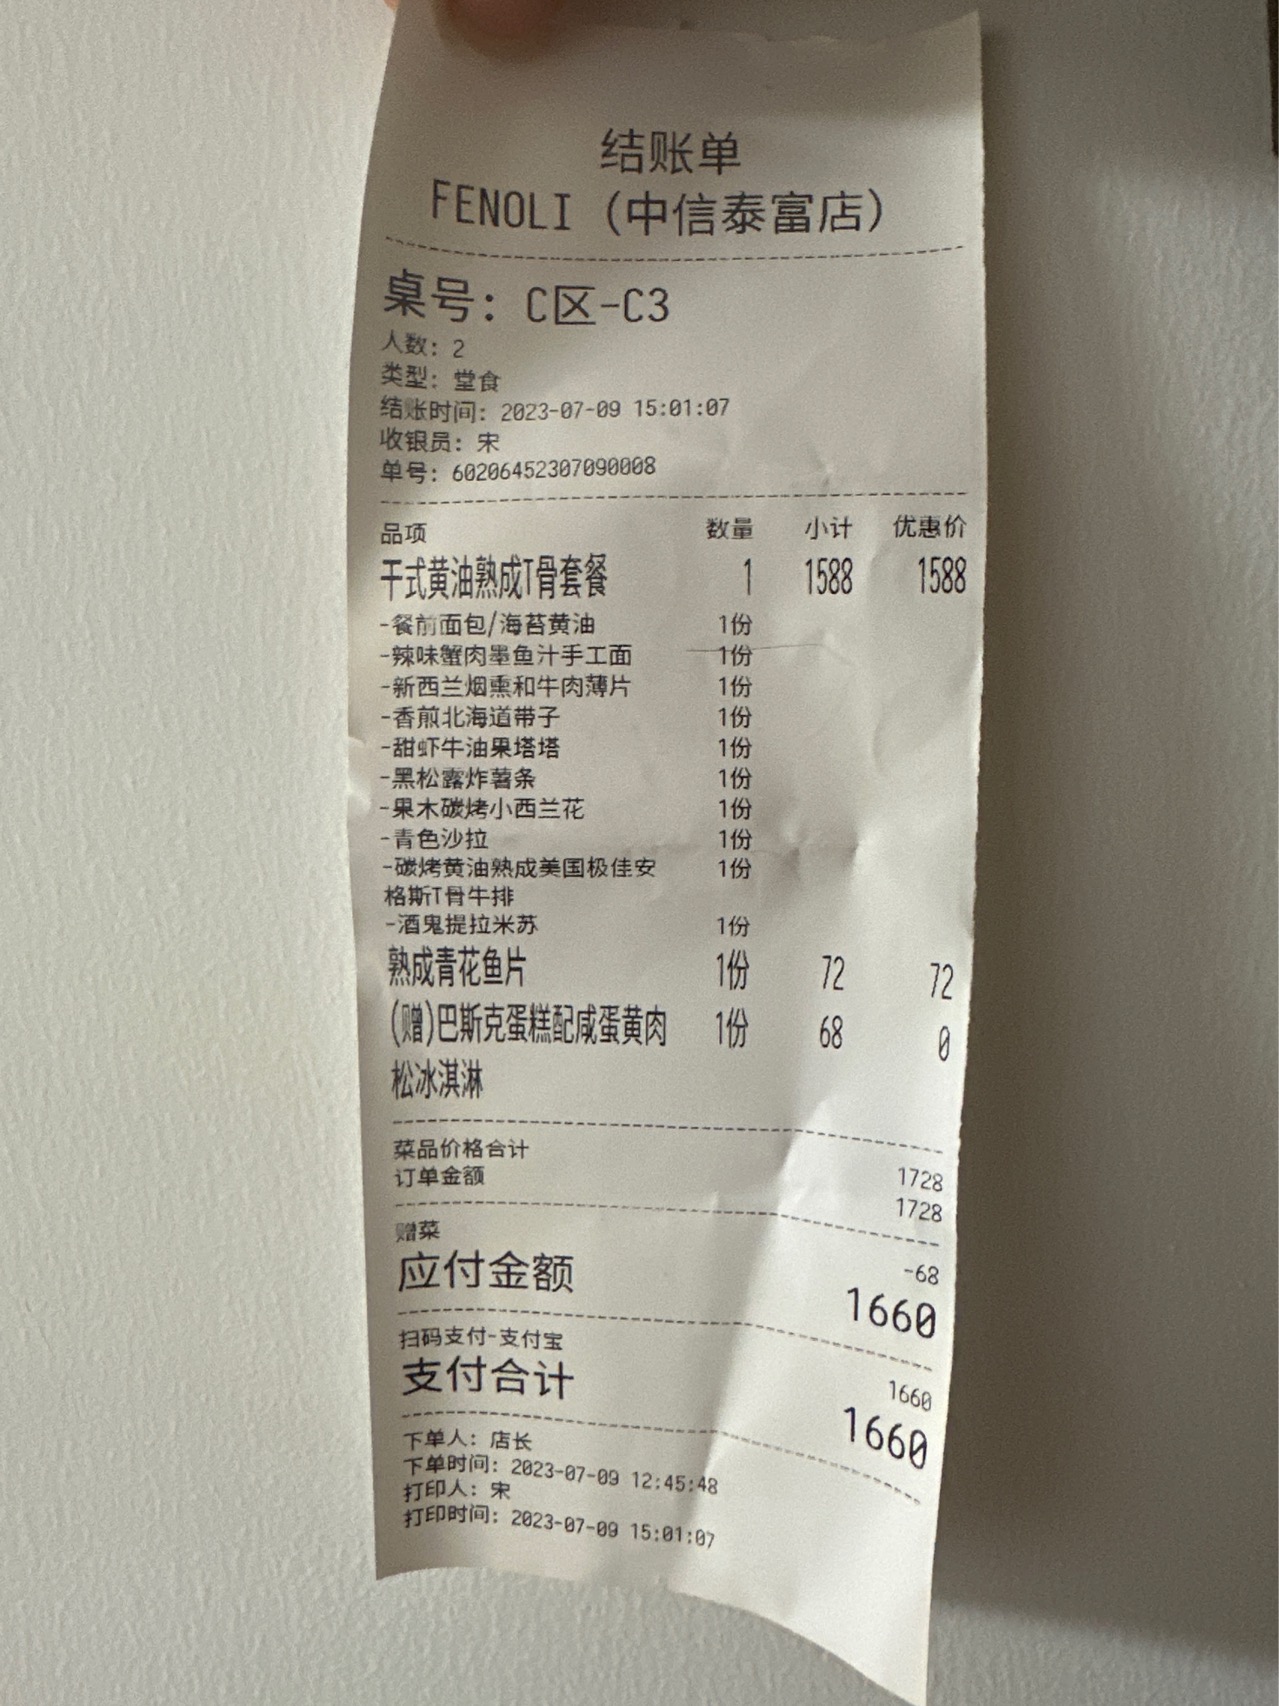 结账单
FENOLI（中信泰富店）
桌号：C区-C3
人数：2
类型：堂食
结账时间：2023-07-09 15:01:07
收银员：宋
单号：60206452307090008
品项 数量 小计 优惠价
干式黄油熟成T骨套餐 1 1588 1588
-餐前面包/海苔黄油 1份
-辣味蟹肉墨鱼汁手工面 1份
-新西兰烟熏和牛肉薄片 1份
-香煎北海道带子 1份
-甜虾牛油果塔塔 1份
-黑松露炸薯条 1份
-果木碳烤小西兰花 1份
-青色沙拉 1份
-碳烤黄油熟成美国极佳安 1份
格斯T骨牛排
-酒鬼提拉米苏 1份
熟成青花鱼片 1份 72 72
(赠)巴斯克蛋糕配咸蛋黄肉 1份 68 0
松冰淇淋
菜品价格合计 1728
订单金额 1728
赠菜 -68
应付金额 1660
扫码支付-支付宝 1660
支付合计 1660
下单人：店长
下单时间：2023-07-09 12:45:48
打印人：宋
打印时间：2023-07-09 15:01:07